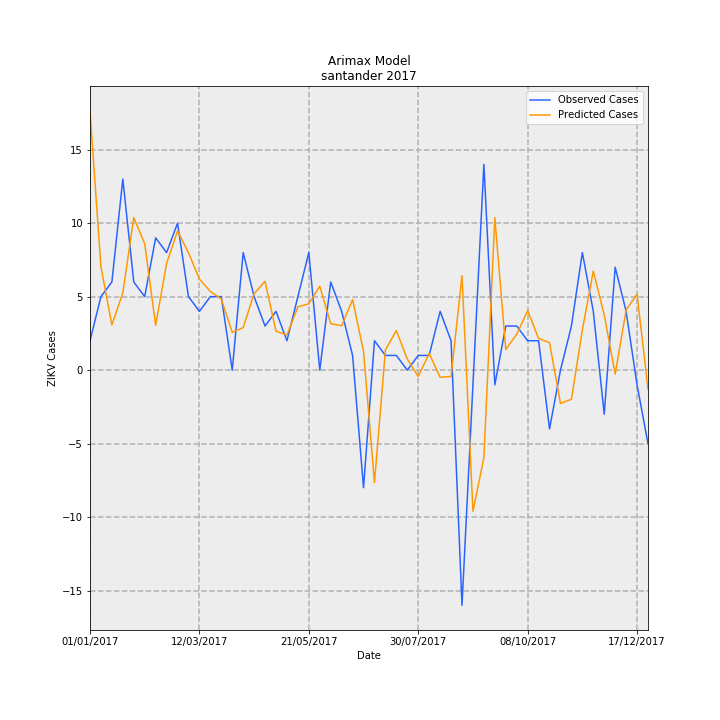 Arimax Model
santander 2017
Observed Cases
Predicted Cases
ZIKV Cases
15
10
5
0
−5
−10
−15
01/01/2017 12/03/2017 21/05/2017 30/07/2017 08/10/2017 17/12/2017
Date